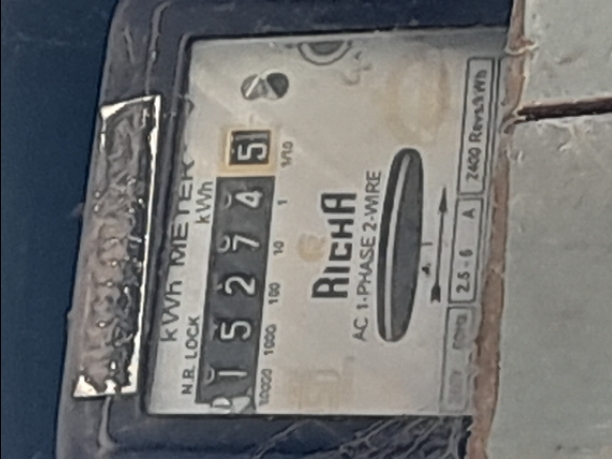 kWh METER
N.R. LOCK
kWh
1 5 2 7 4 5
10000 1000 100 10 1 1/10
RICHA
AC 1-PHASE 2-WIRE
2.5 - 5 A 2400 Revs/kWh